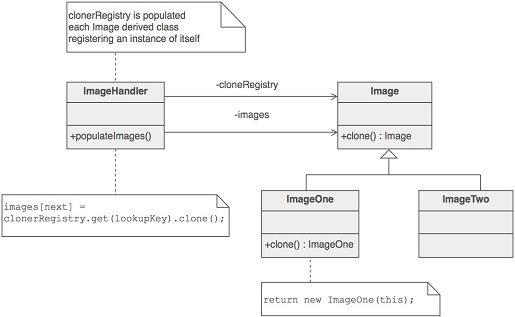 clonerRegistry is populated
each Image derived class
registering an instance of itself
ImageHandler
+populateImages()
-cloneRegistry
-images
Image
+clone() : Image
images[next] =
clonerRegistry.get(lookupKey).clone();
ImageOne
+clone() : ImageOne
ImageTwo
return new ImageOne(this);